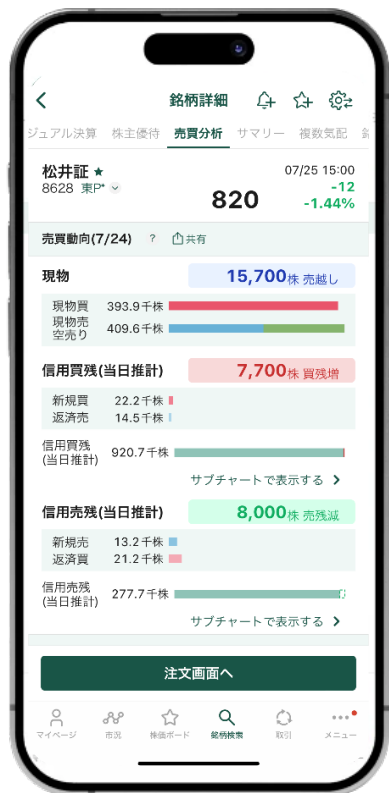 銘柄詳細
ジュアル決算 株主優待 売買分析 サマリー 複数気配
松井証 ★ 07/25 15:00
8628 東P* 820 -12
-1.44%
売買動向(7/24) ? 共有
現物 15,700株 売越し
現物買 393.9千株
現物売
空売り 409.6千株
信用買残(当日推計) 7,700株 買残増
新規買 22.2千株
返済売 14.5千株
信用買残
(当日推計) 920.7千株
サブチャートで表示する
信用売残(当日推計) 8,000株 売残減
新規売 13.2千株
返済買 21.2千株
信用売残
(当日推計) 277.7千株
サブチャートで表示する
注文画面へ
マイページ 市況 株価ボード 銘柄検索 取引 メニュー